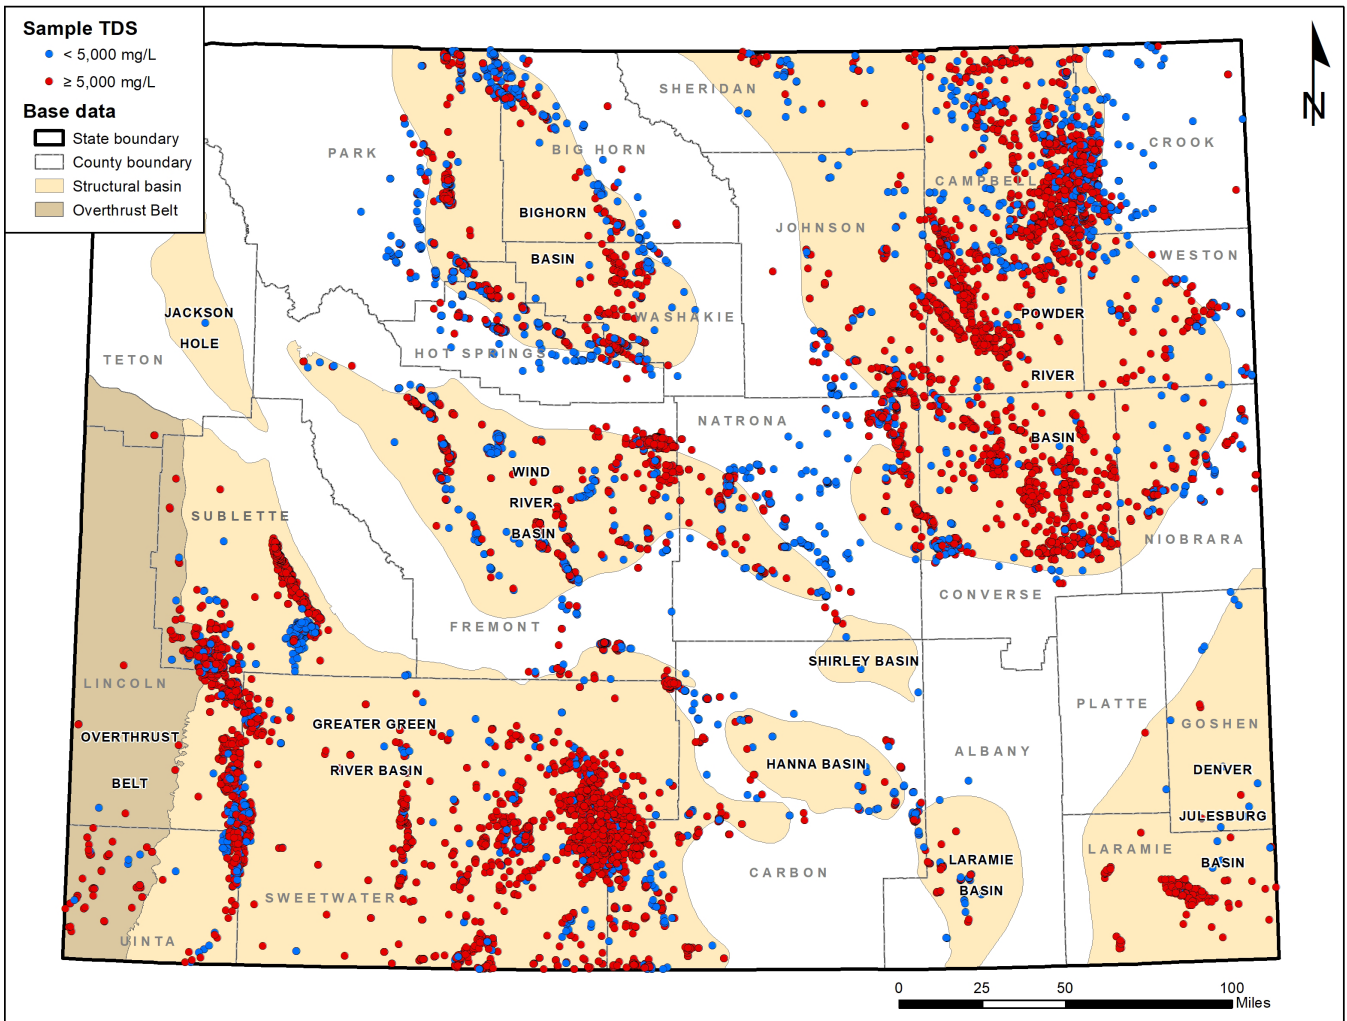 Sample TDS
< 5,000 mg/L
≥ 5,000 mg/L
Base data
State boundary
County boundary
Structural basin
Overthrust Belt
N
SHERIDAN
CROOK
PARK
BIG HORN
CAMPBELL
BIGHORN
BASIN
JOHNSON
WESTON
JACKSON
HOLE
POWDER
RIVER
BASIN
WASHAKIE
TETON
HOT SPRINGS
NATRONA
WIND
RIVER
BASIN
SUBLETTE
NIOBRARA
CONVERSE
FREMONT
SHIRLEY BASIN
LINCOLN
PLATTE
GOSHEN
GREATER GREEN
RIVER BASIN
OVERTHRUST
BELT
HANNA BASIN
ALBANY
DENVER
JULESBURG
BASIN
LARAMIE
LARAMIE
BASIN
CARBON
SWEETWATER
UINTA
0 25 50 100
Miles